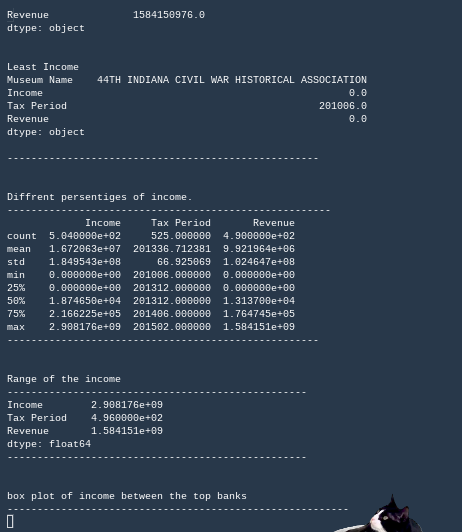 Revenue              1584150976.0
dtype: object
Least Income
Museum Name    44TH INDIANA CIVIL WAR HISTORICAL ASSOCIATION
Income                                                   0.0
Tax Period                                          201006.0
Revenue                                                  0.0
dtype: object
----------------------------------------------------
Diffrent persentiges of income.
------------------------------------------------------
             Income     Tax Period       Revenue
count  5.040000e+02     525.000000  4.900000e+02
mean   1.672063e+07  201336.712381  9.921964e+06
std    1.849543e+08      66.925069  1.024647e+08
min    0.000000e+00  201006.000000  0.000000e+00
25%    0.000000e+00  201312.000000  0.000000e+00
50%    1.874650e+04  201312.000000  1.313700e+04
75%    2.166225e+05  201406.000000  1.764745e+05
max    2.908176e+09  201502.000000  1.584151e+09
----------------------------------------------------
Range of the income
--------------------------------------------------
Income        2.908176e+09
Tax Period    4.960000e+02
Revenue       1.584151e+09
dtype: float64
--------------------------------------------------
box plot of income between the top banks
---------------------------------------------------------